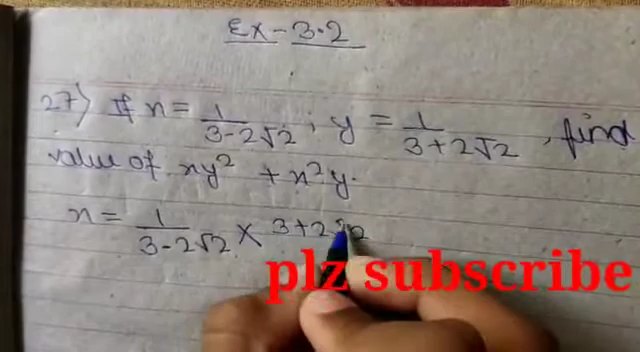 Ex-3.2
27) If x = 1/(3-2√2) ; y = 1/(3+2√2) , find
value of xy² + x²y.
x = 1/(3-2√2) × 3+2√2
plz subscribe